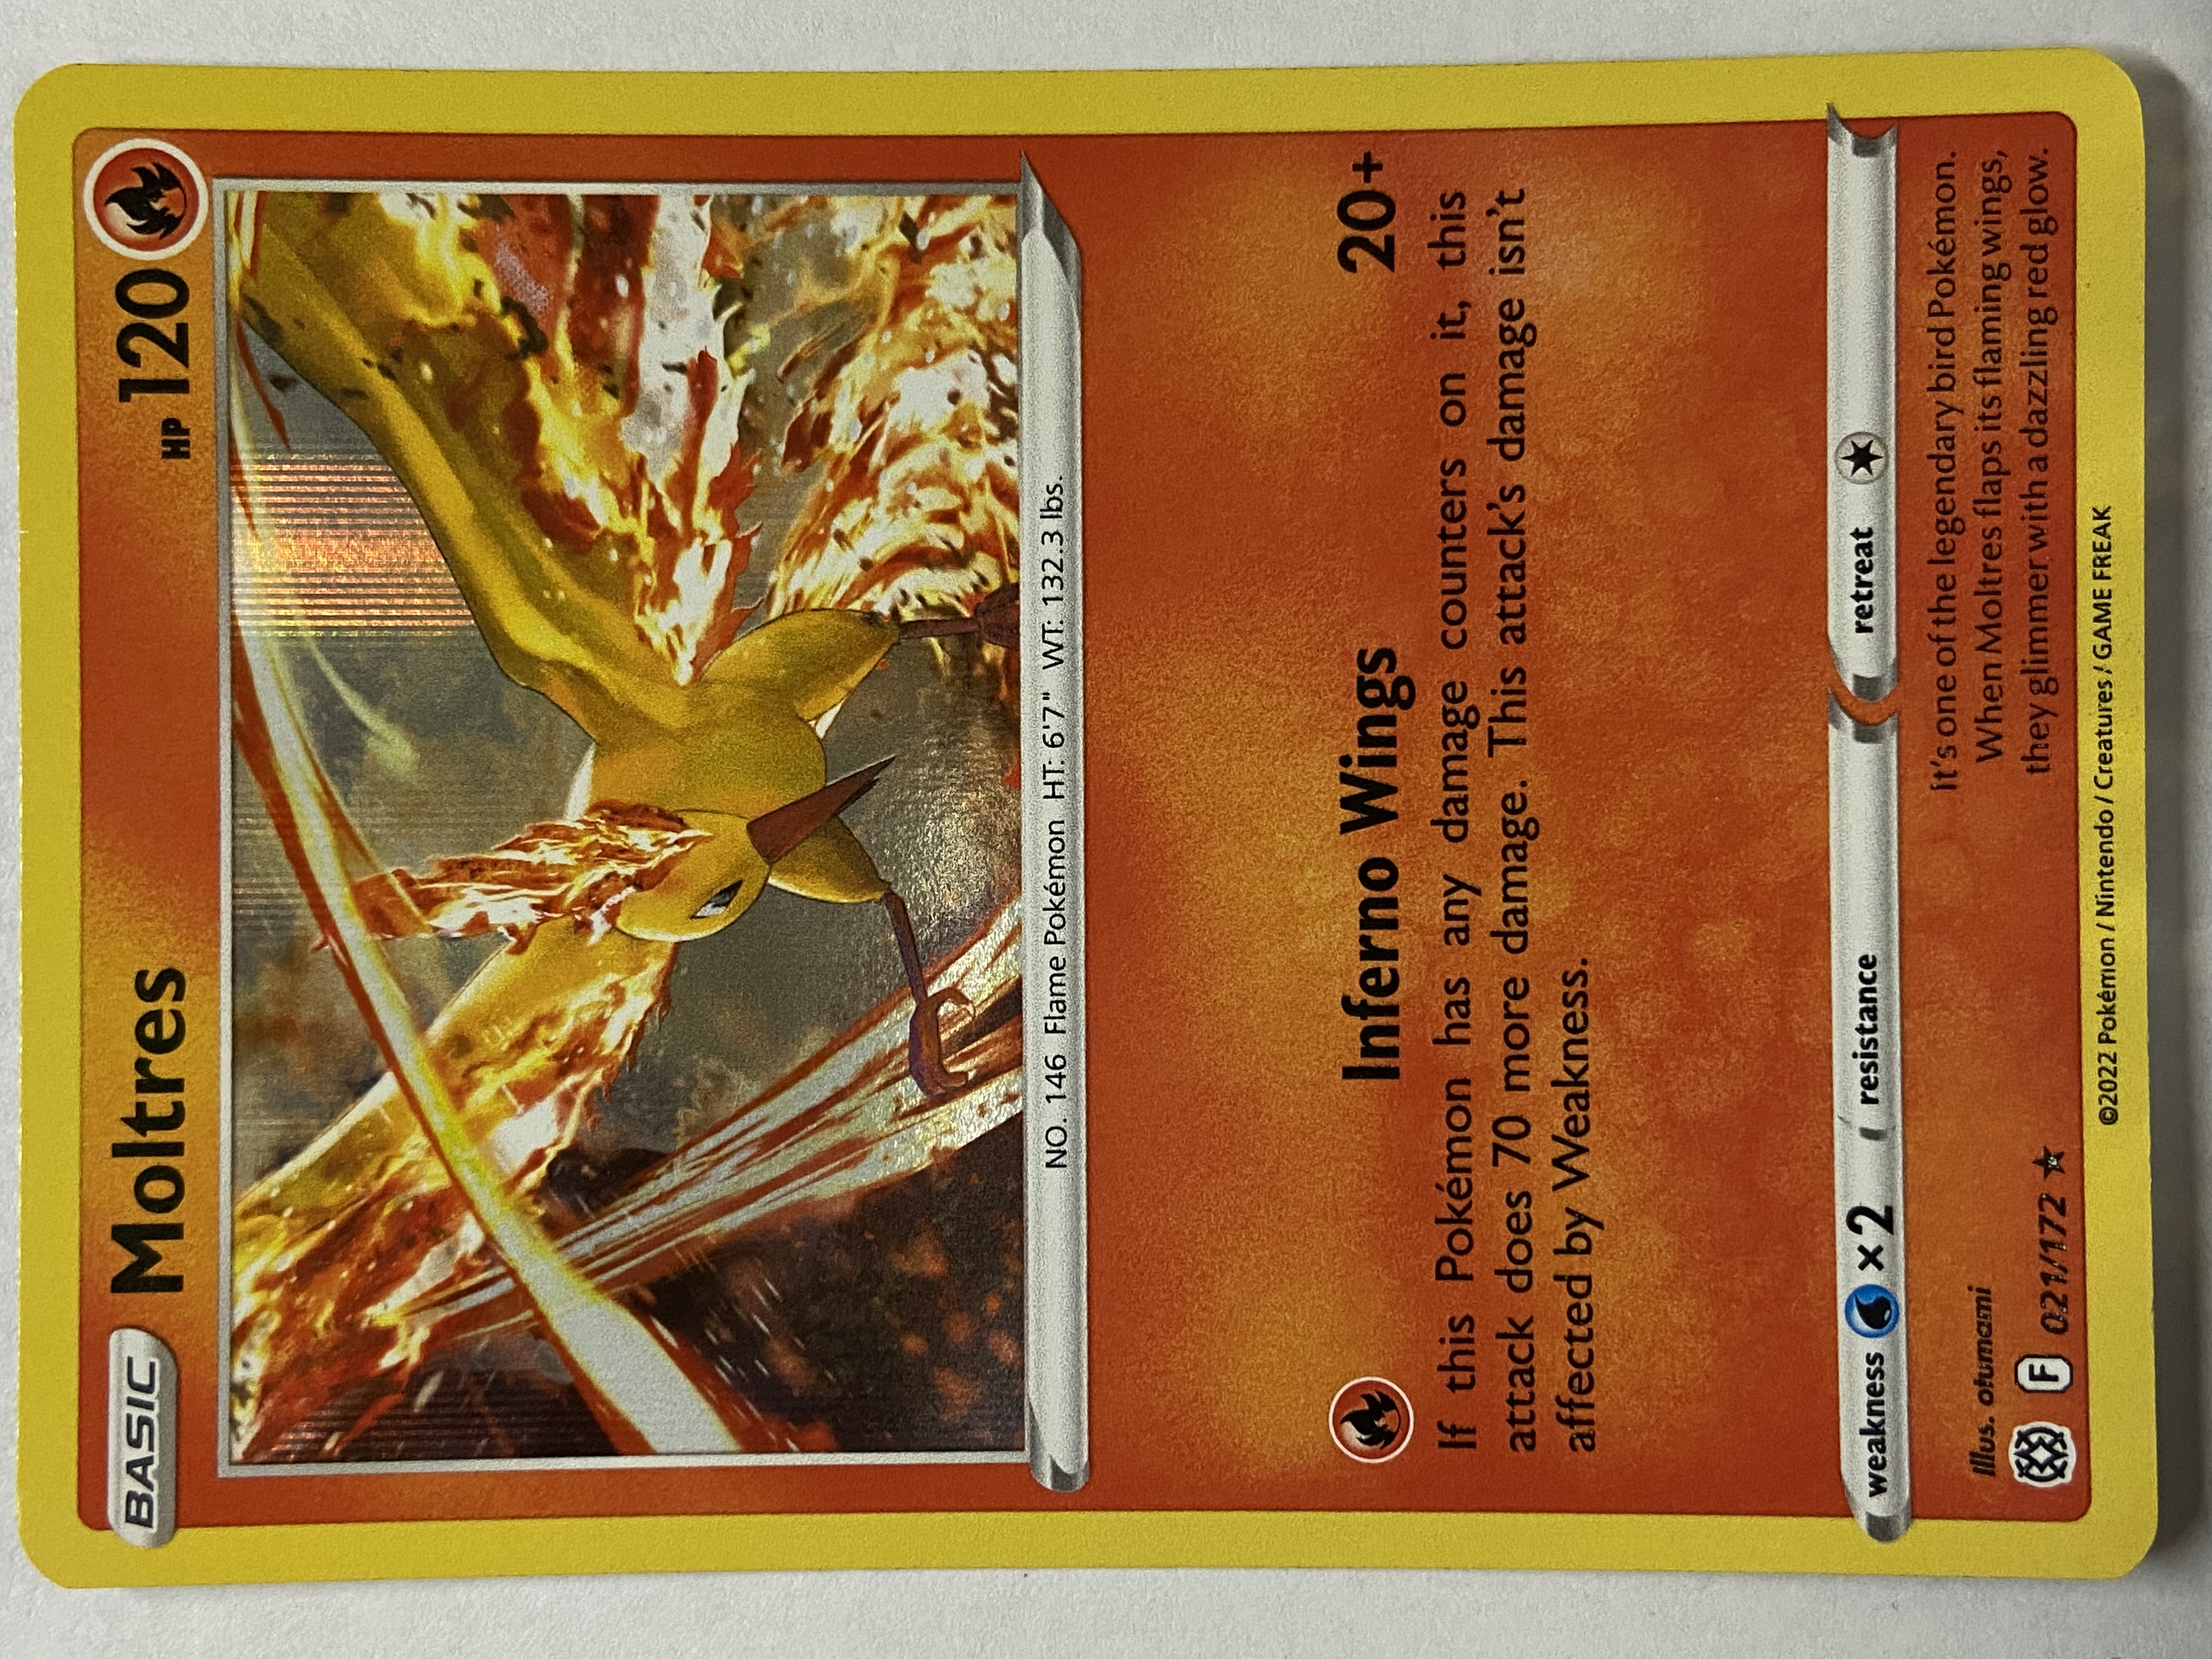 BASIC Moltres HP 120
NO. 146 Flame Pokémon HT: 6'7" WT: 132.3 lbs.
Inferno Wings 20+
If this Pokémon has any damage counters on it, this
attack does 70 more damage. This attack's damage isn't
affected by Weakness.
weakness ×2 resistance retreat
It's one of the legendary bird Pokémon.
When Moltres flaps its flaming wings,
they glimmer with a dazzling red glow.
Illus. otumami
F 021/172
©2022 Pokémon / Nintendo / Creatures / GAME FREAK